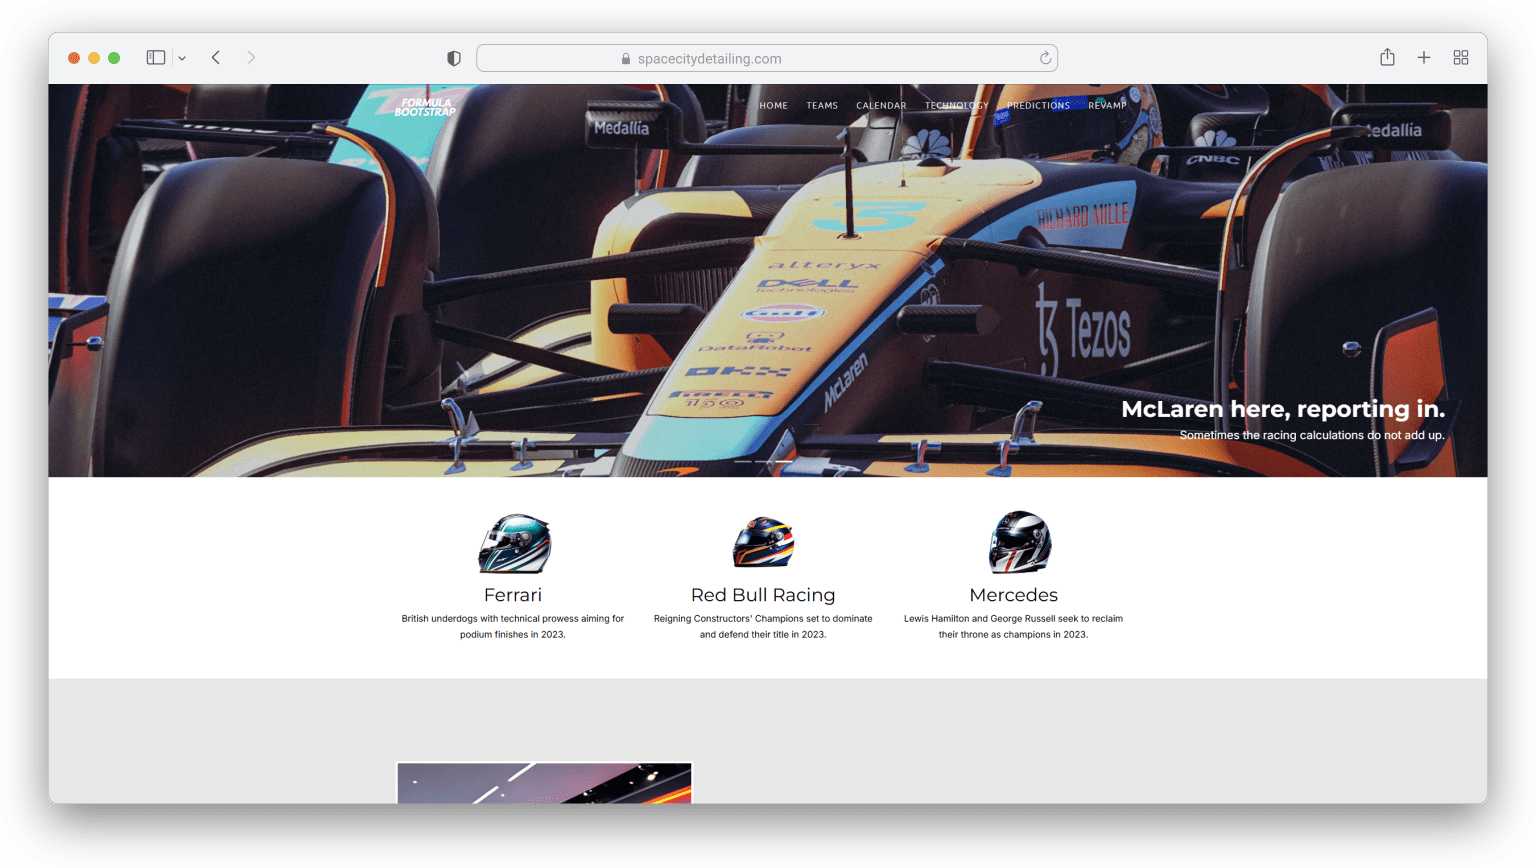 spacecitydetailing.com
FORMULA
BOOTSTRAP
HOME TEAMS CALENDAR TECHNOLOGY PREDICTIONS REVAMP
Medallia
Medallia
CNBC
3
RICHARD MILLE
alteryx
DELL
Technologies
Gulf
DataRobot
OKX
PIRELLI
150
McLaren
Tezos
McLaren here, reporting in.
Sometimes the racing calculations do not add up.
Ferrari
British underdogs with technical prowess aiming for
podium finishes in 2023.
Red Bull Racing
Reigning Constructors' Champions set to dominate
and defend their title in 2023.
Mercedes
Lewis Hamilton and George Russell seek to reclaim
their throne as champions in 2023.